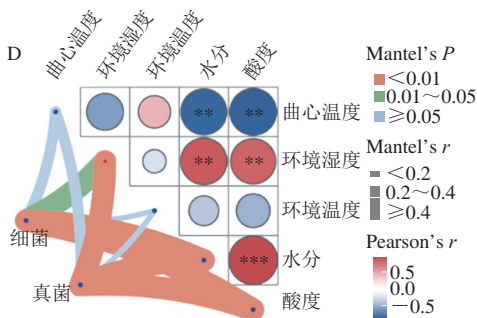 D
曲心温度
环境湿度
环境温度
水分
酸度
** ** 曲心温度
** ** 环境湿度
环境温度
*** 水分
酸度
细菌
真菌
Mantel's P
<0.01
0.01～0.05
≥0.05
Mantel's r
<0.2
0.2～0.4
≥0.4
Pearson's r
0.5
0.0
－0.5